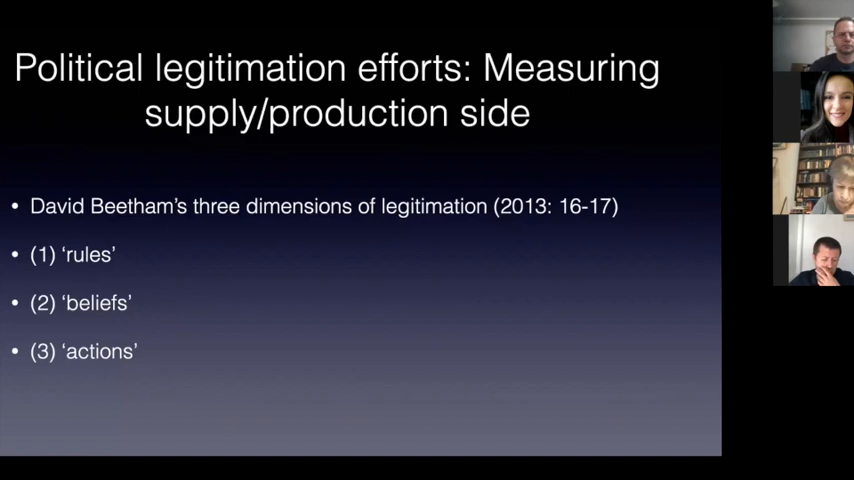 Political legitimation efforts: Measuring
supply/production side
• David Beetham’s three dimensions of legitimation (2013: 16-17)
• (1) ‘rules’
• (2) ‘beliefs’
• (3) ‘actions’